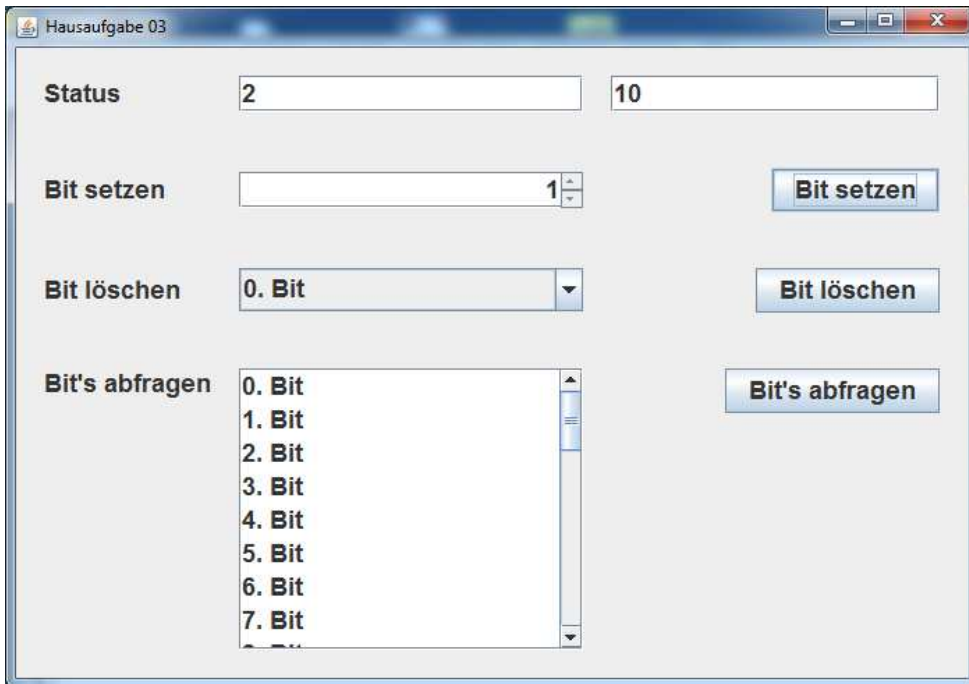 Hausaufgabe 03
Status 2 10
Bit setzen 1 Bit setzen
Bit löschen 0. Bit Bit löschen
Bit's abfragen 0. Bit Bit's abfragen
1. Bit
2. Bit
3. Bit
4. Bit
5. Bit
6. Bit
7. Bit